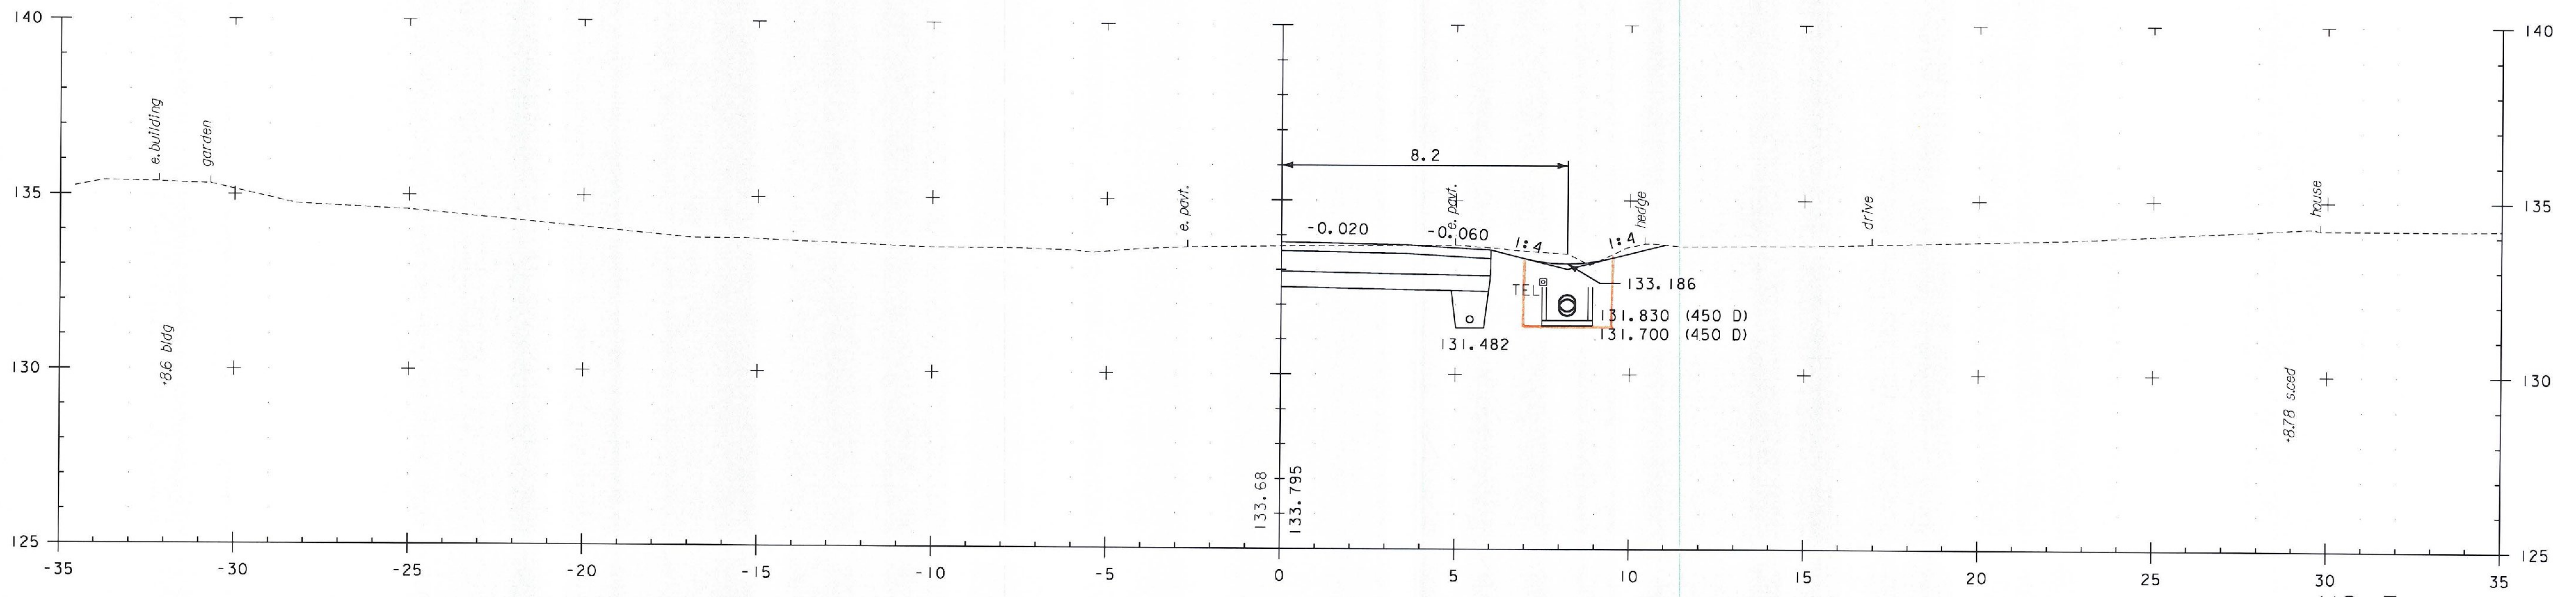 140
140
e.building
garden
8.2
135
e. pavt.
e. pavt.
hedge
drive
house
135
-0.020
-0.060
1:4
1:4
133.186
TEL
131.830 (450 D)
131.700 (450 D)
131.482
+8.6 bldg
130
130
+8.78 s.ced
133.68
133.795
125
125
-35 -30 -25 -20 -15 -10 -5 0 5 10 15 20 25 30 35